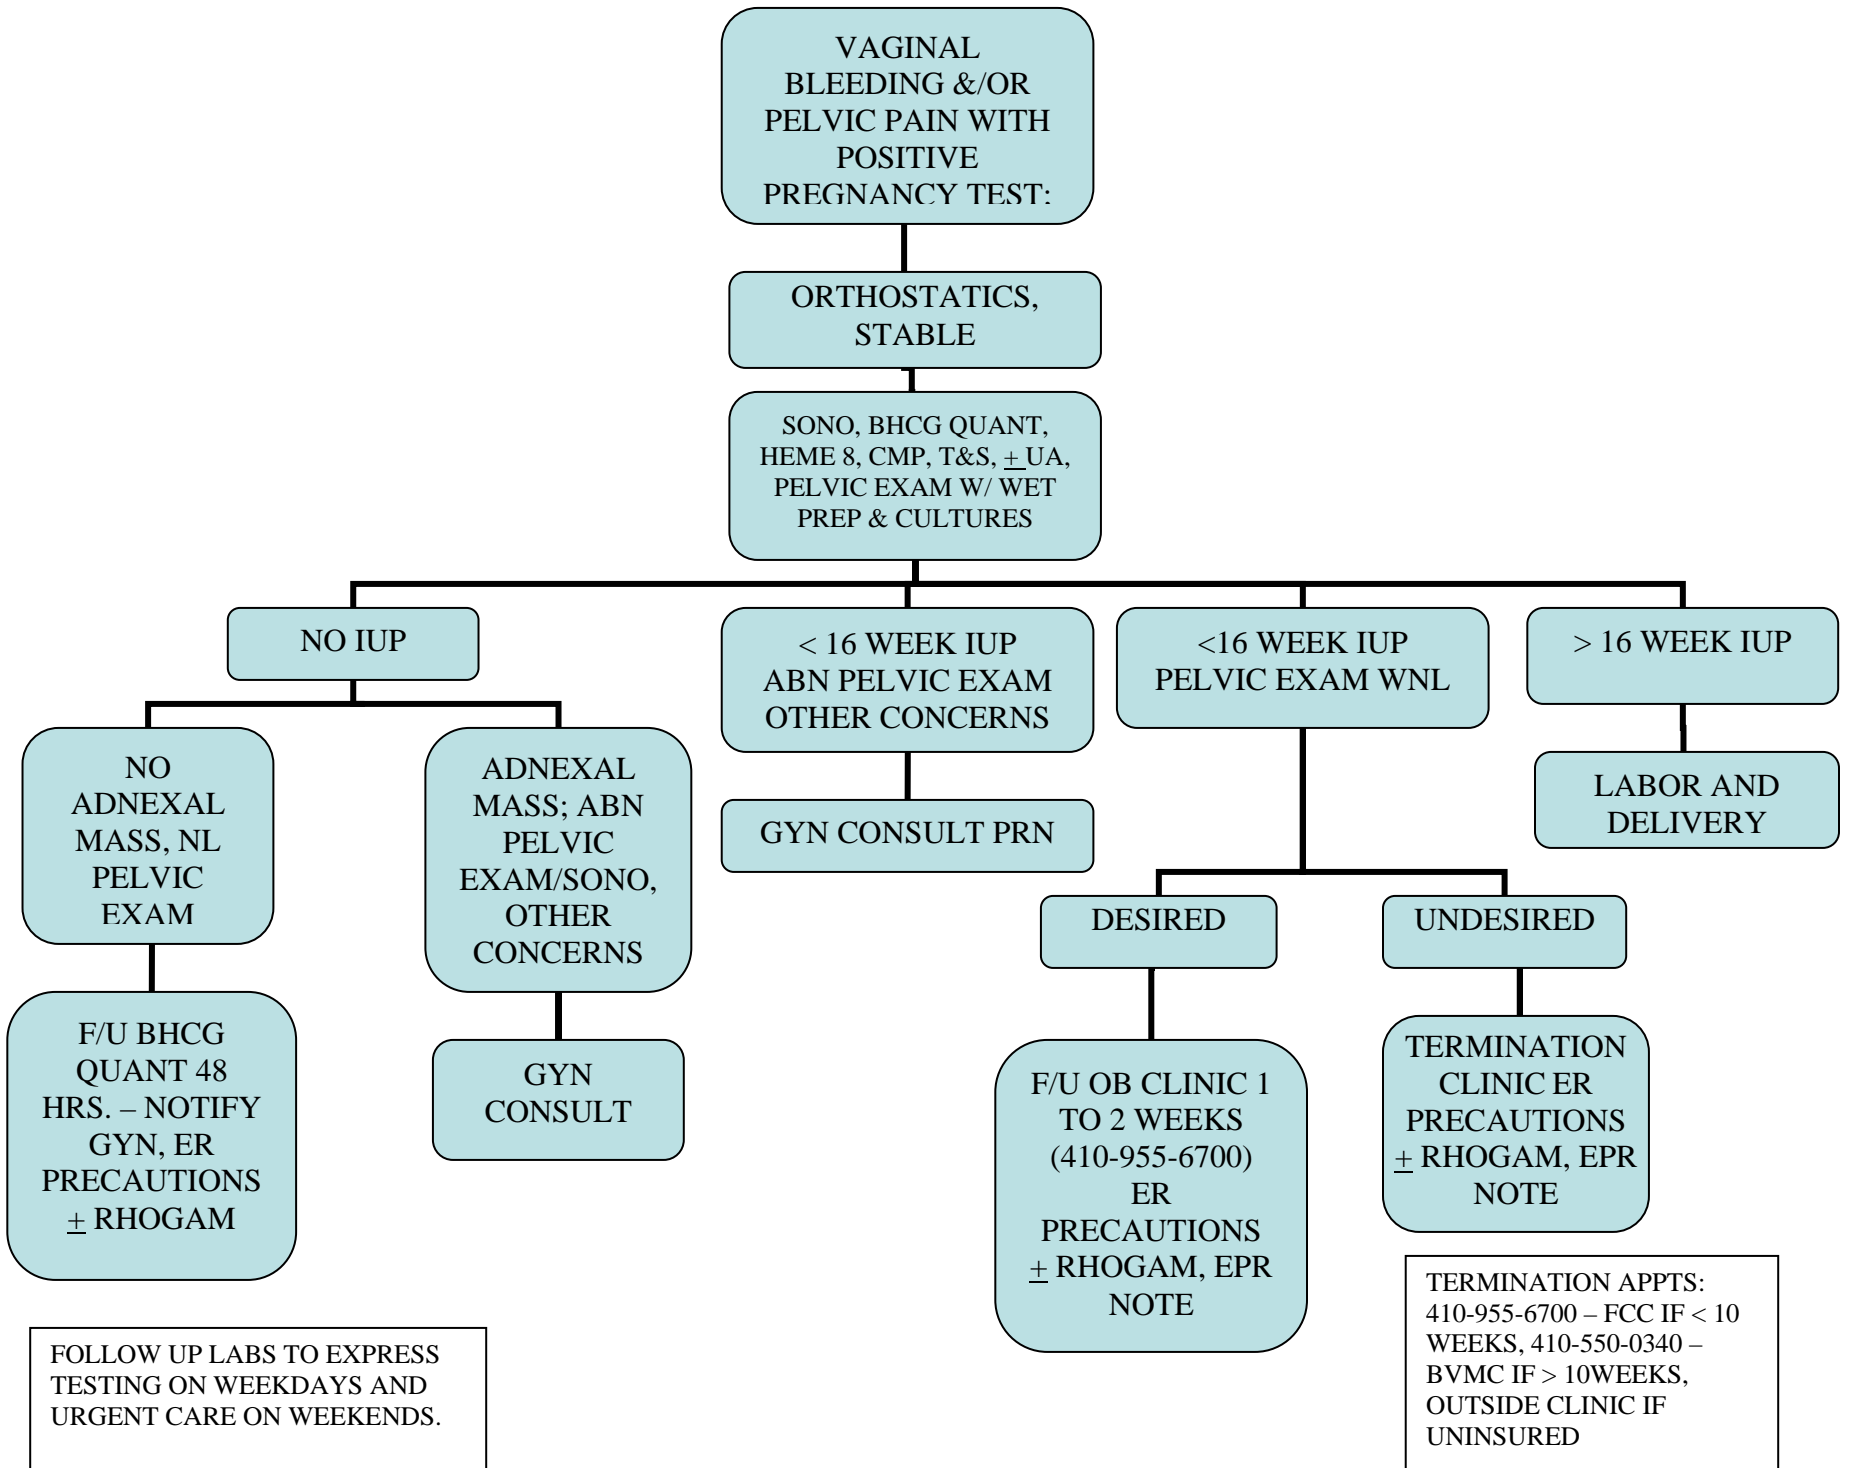 VAGINAL
BLEEDING &/OR
PELVIC PAIN WITH
POSITIVE
PREGNANCY TEST:
ORTHOSTATICS,
STABLE
SONO, BHCG QUANT,
HEME 8, CMP, T&S, + UA,
PELVIC EXAM W/ WET
PREP & CULTURES
NO IUP
< 16 WEEK IUP
ABN PELVIC EXAM
OTHER CONCERNS
<16 WEEK IUP
PELVIC EXAM WNL
> 16 WEEK IUP
NO
ADNEXAL
MASS, NL
PELVIC
EXAM
ADNEXAL
MASS; ABN
PELVIC
EXAM/SONO,
OTHER
CONCERNS
GYN CONSULT PRN
LABOR AND
DELIVERY
DESIRED
UNDESIRED
F/U BHCG
QUANT 48
HRS. – NOTIFY
GYN, ER
PRECAUTIONS
+ RHOGAM
GYN
CONSULT
F/U OB CLINIC 1
TO 2 WEEKS
(410-955-6700)
ER
PRECAUTIONS
+ RHOGAM, EPR
NOTE
TERMINATION
CLINIC ER
PRECAUTIONS
+ RHOGAM, EPR
NOTE
FOLLOW UP LABS TO EXPRESS
TESTING ON WEEKDAYS AND
URGENT CARE ON WEEKENDS.
TERMINATION APPTS:
410-955-6700 – FCC IF < 10
WEEKS, 410-550-0340 –
BVMC IF > 10WEEKS,
OUTSIDE CLINIC IF
UNINSURED